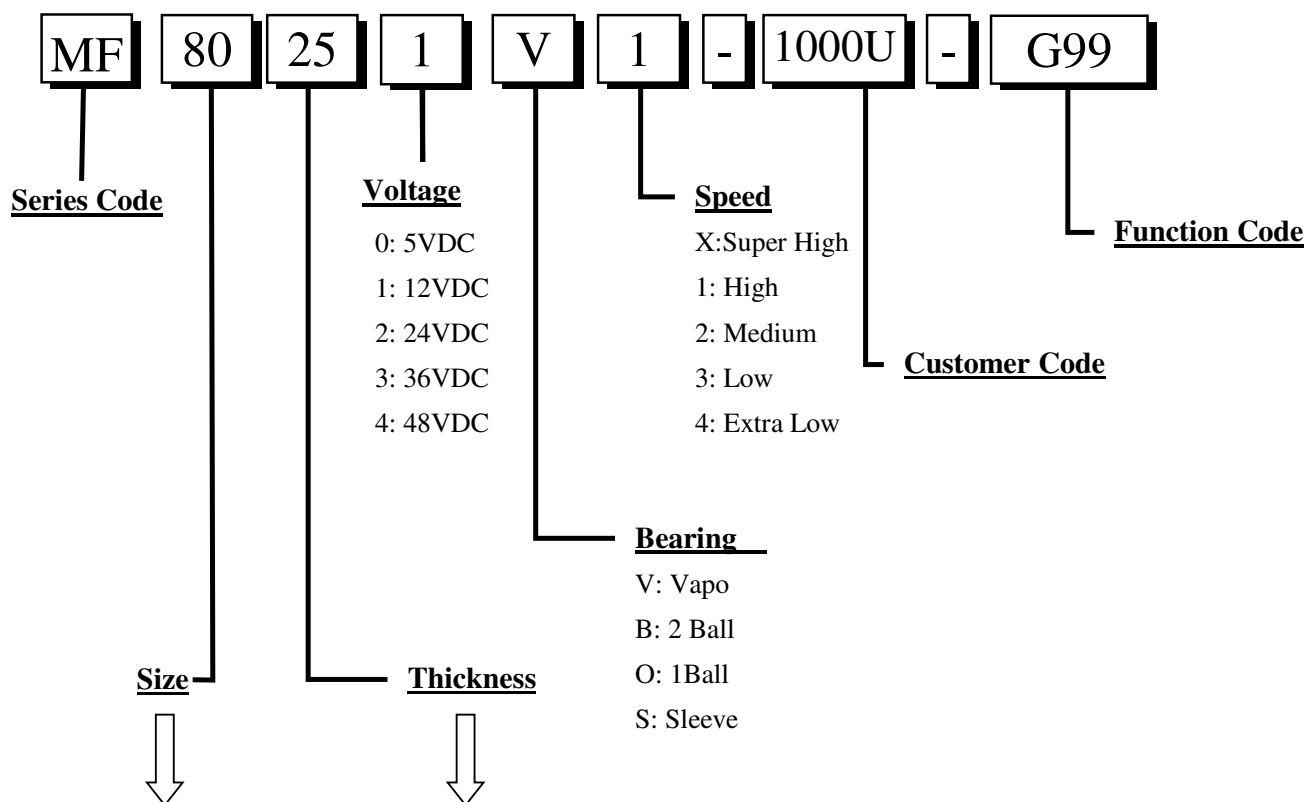 MF 80 25 1 V 1 - 1000U - G99
Series Code
Voltage
0: 5VDC
1: 12VDC
2: 24VDC
3: 36VDC
4: 48VDC
Speed
X:Super High
1: High
2: Medium
3: Low
4: Extra Low
Function Code
Customer Code
Bearing
V: Vapo
B: 2 Ball
O: 1Ball
S: Sleeve
Size
Thickness